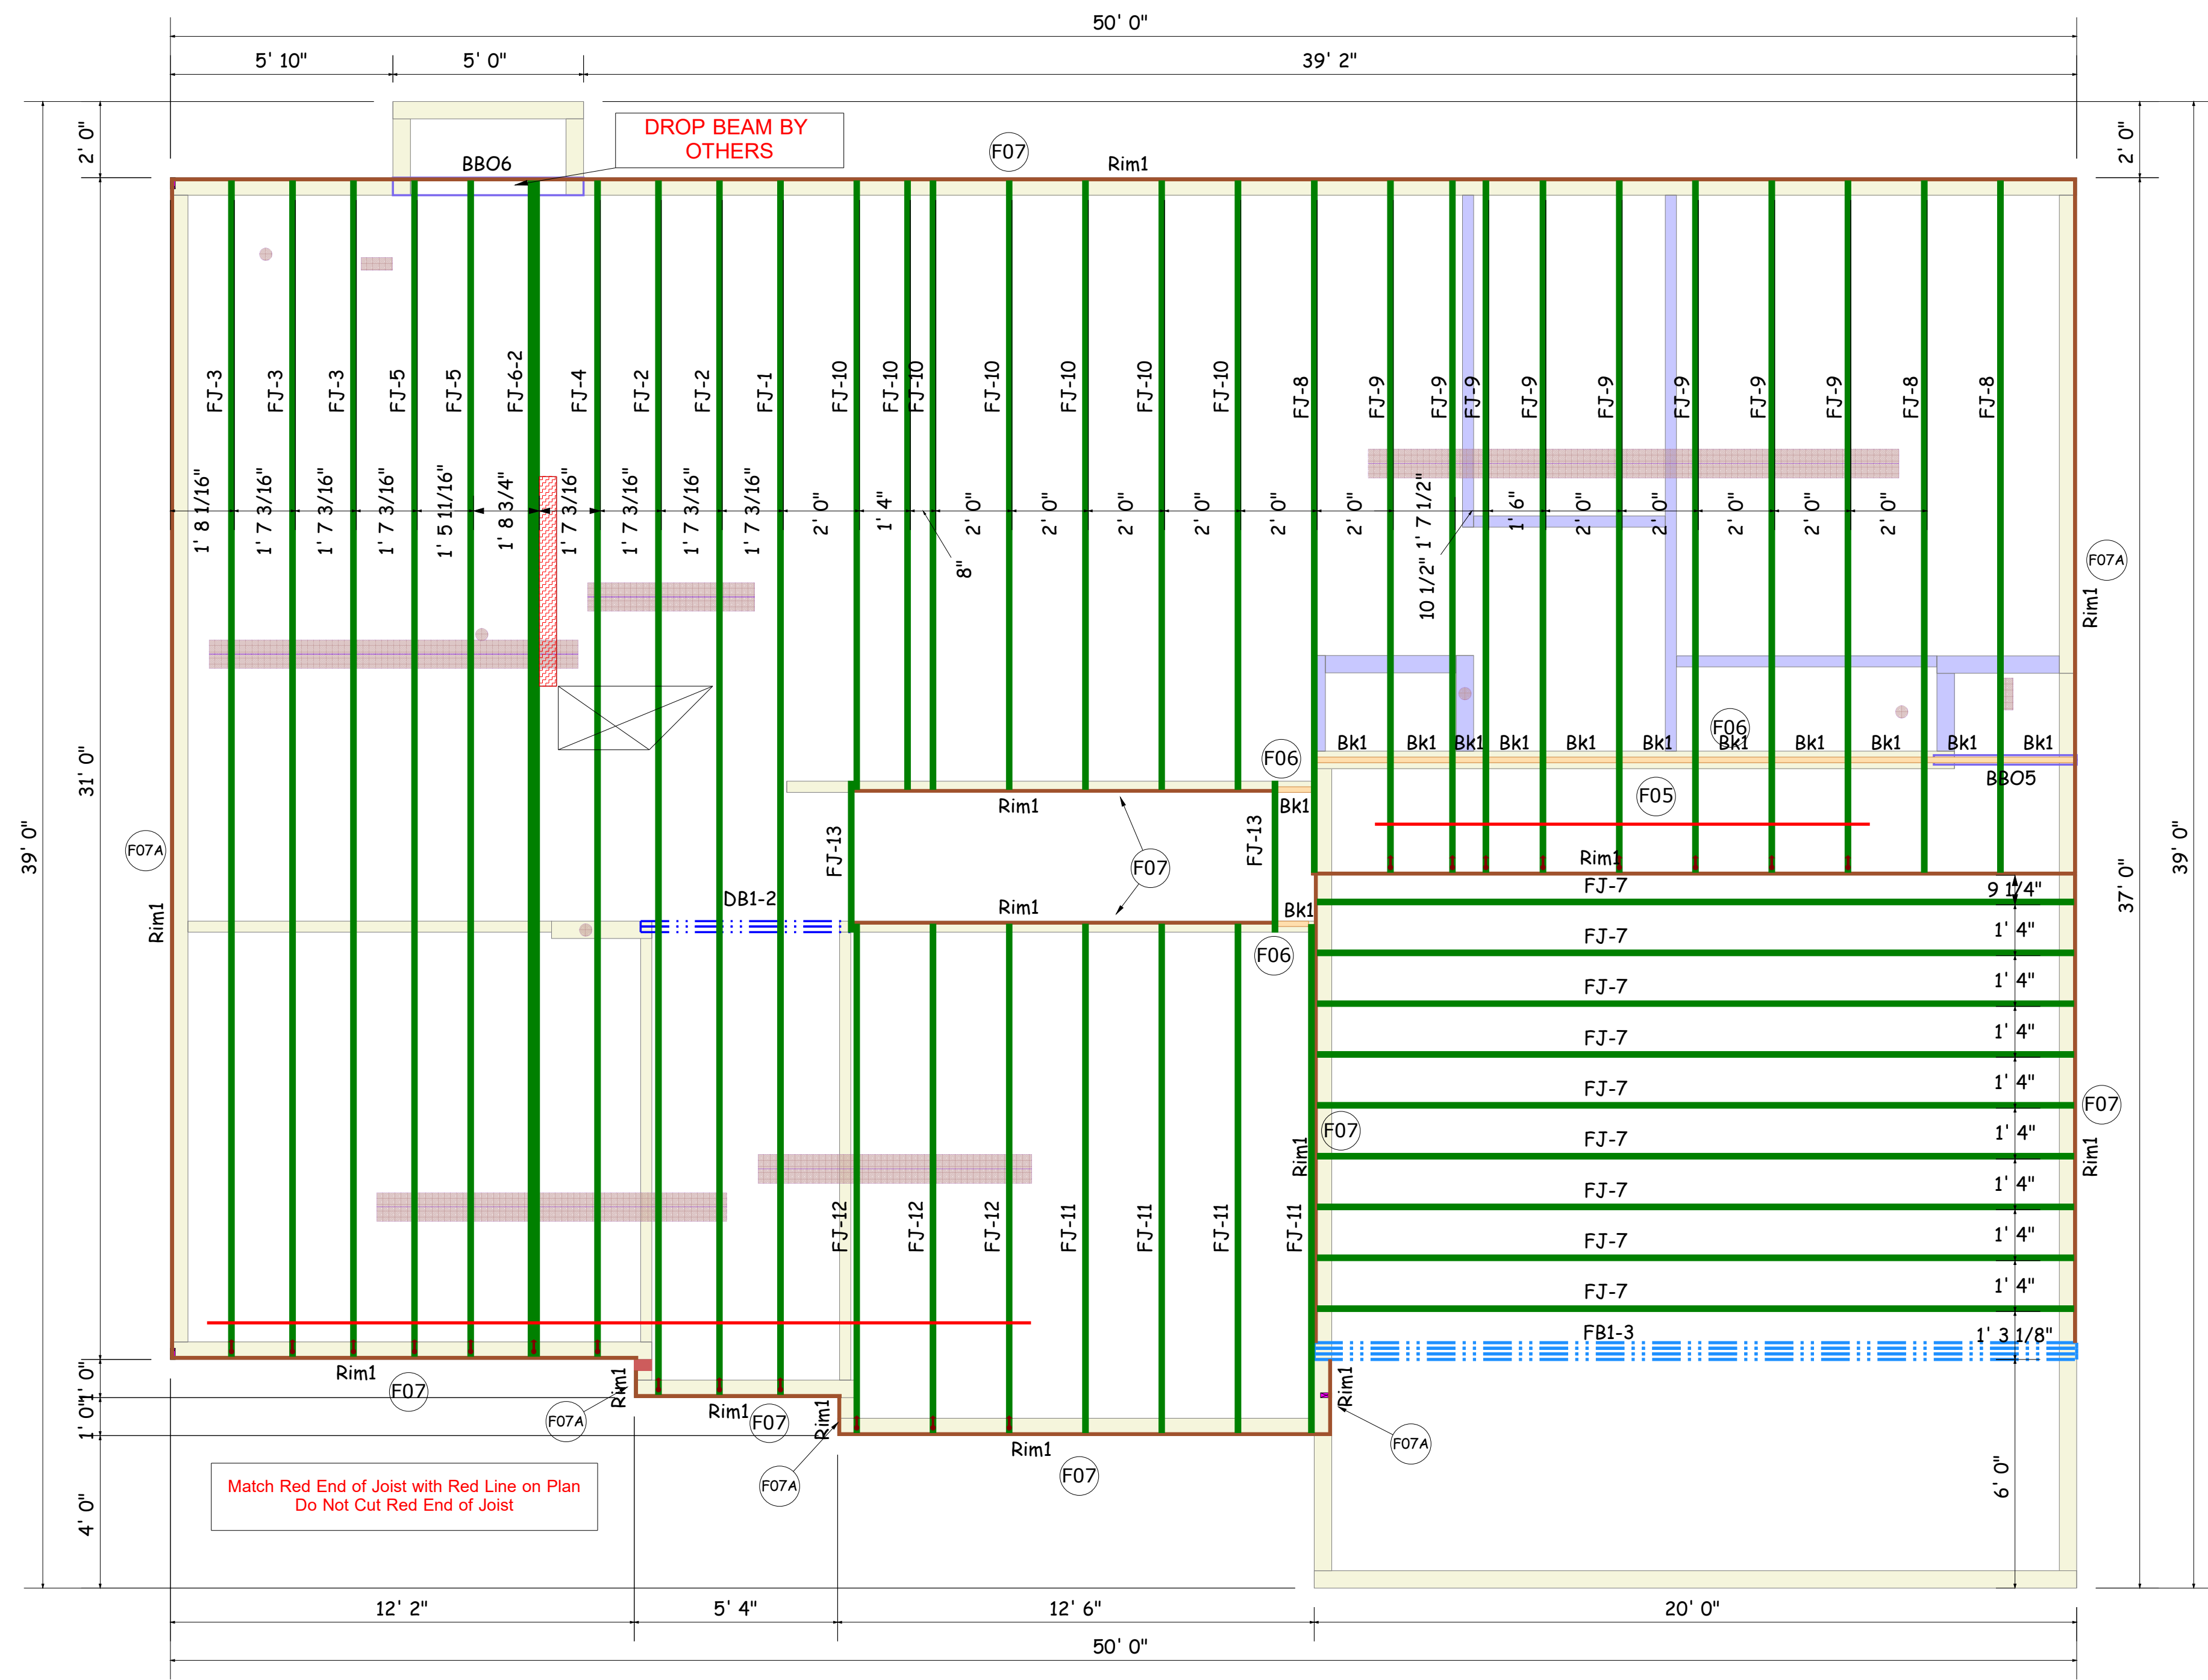 50' 0"
5' 10"
5' 0"
39' 2"
2' 0"
DROP BEAM BY
OTHERS
BBO6
F07
Rim1
2' 0"
FJ-3
FJ-3
FJ-3
FJ-5
FJ-5
FJ-6-2
FJ-4
FJ-2
FJ-2
FJ-1
FJ-10
FJ-10
FJ-10
FJ-10
FJ-10
FJ-10
FJ-10
FJ-8
FJ-9
FJ-9
FJ-9
FJ-9
FJ-9
FJ-9
FJ-9
FJ-9
FJ-8
FJ-8
1' 8 1/16"
1' 7 3/16"
1' 7 3/16"
1' 7 3/16"
1' 5 11/16"
1' 8 3/4"
1' 7 3/16"
1' 7 3/16"
1' 7 3/16"
1' 7 3/16"
2' 0"
1' 4"
8"
2' 0"
2' 0"
2' 0"
2' 0"
2' 0"
2' 0"
1' 7 1/2"
10 1/2"
1' 6"
2' 0"
2' 0"
2' 0"
2' 0"
2' 0"
F07A
Rim1
39' 0"
31' 0"
F07A
Rim1
37' 0"
39' 0"
F06
F06
Bk1
Bk1
Bk1
Bk1
Bk1
Bk1
Bk1
Bk1
Bk1
Bk1
Bk1
BBO5
F05
Rim1
Bk1
FJ-13
FJ-13
F07
Rim1
Bk1
F06
DB1-2
Rim1
FJ-7
9 1/4"
FJ-7
1' 4"
FJ-7
1' 4"
FJ-7
1' 4"
FJ-7
1' 4"
FJ-7
1' 4"
FJ-7
1' 4"
FJ-7
1' 4"
FJ-7
1' 4"
FB1-3
1' 3 1/8"
F07
Rim1
F07
Rim1
FJ-12
FJ-12
FJ-12
FJ-11
FJ-11
FJ-11
FJ-11
Rim1
F07
Rim1
F07A
Rim1
F07
Rim1
F07A
Rim1
F07
Rim1
F07A
1' 0"
1' 0"
4' 0"
6' 0"
Match Red End of Joist with Red Line on Plan
Do Not Cut Red End of Joist
12' 2"
5' 4"
12' 6"
20' 0"
50' 0"